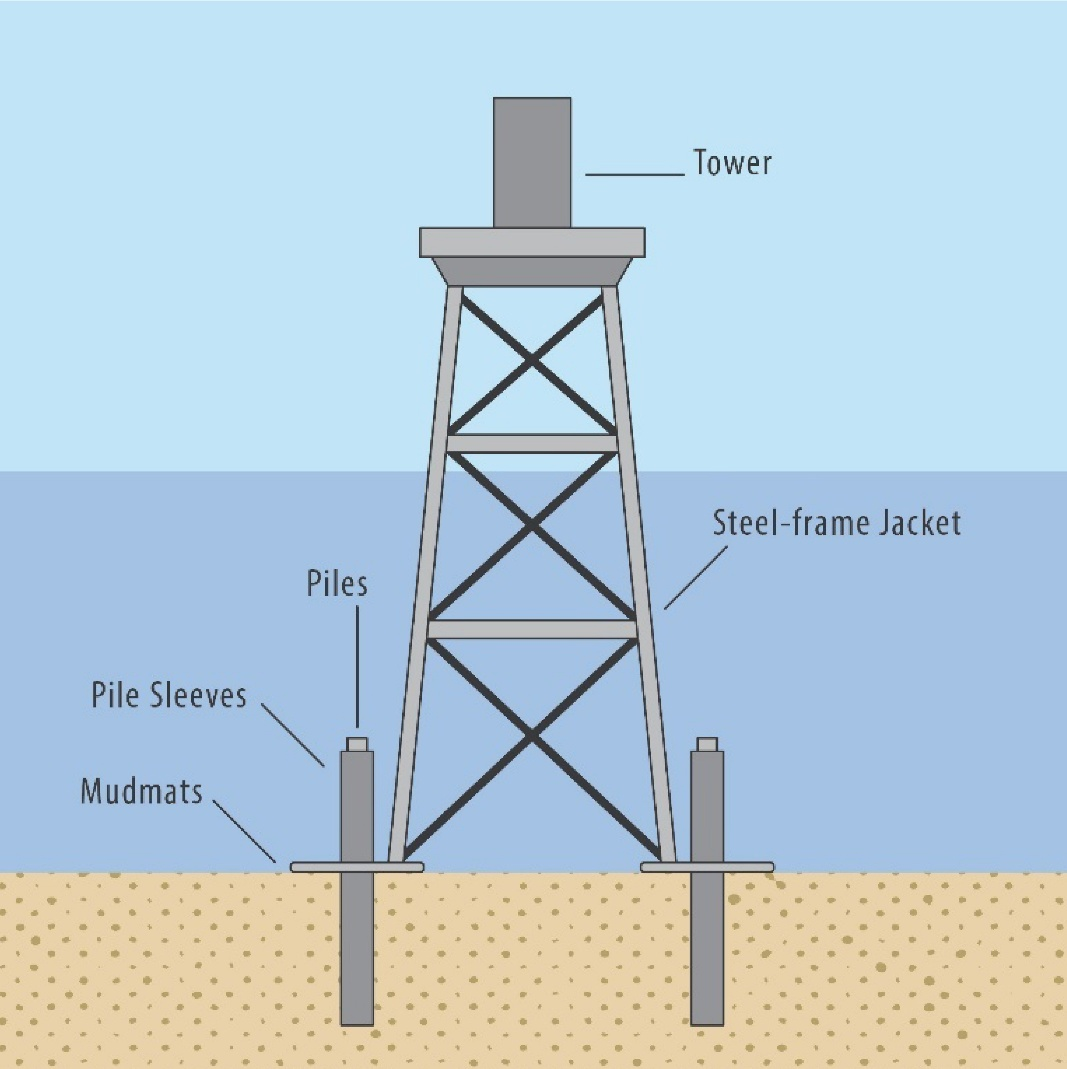 Tower
Steel-frame Jacket
Piles
Pile Sleeves
Mudmats